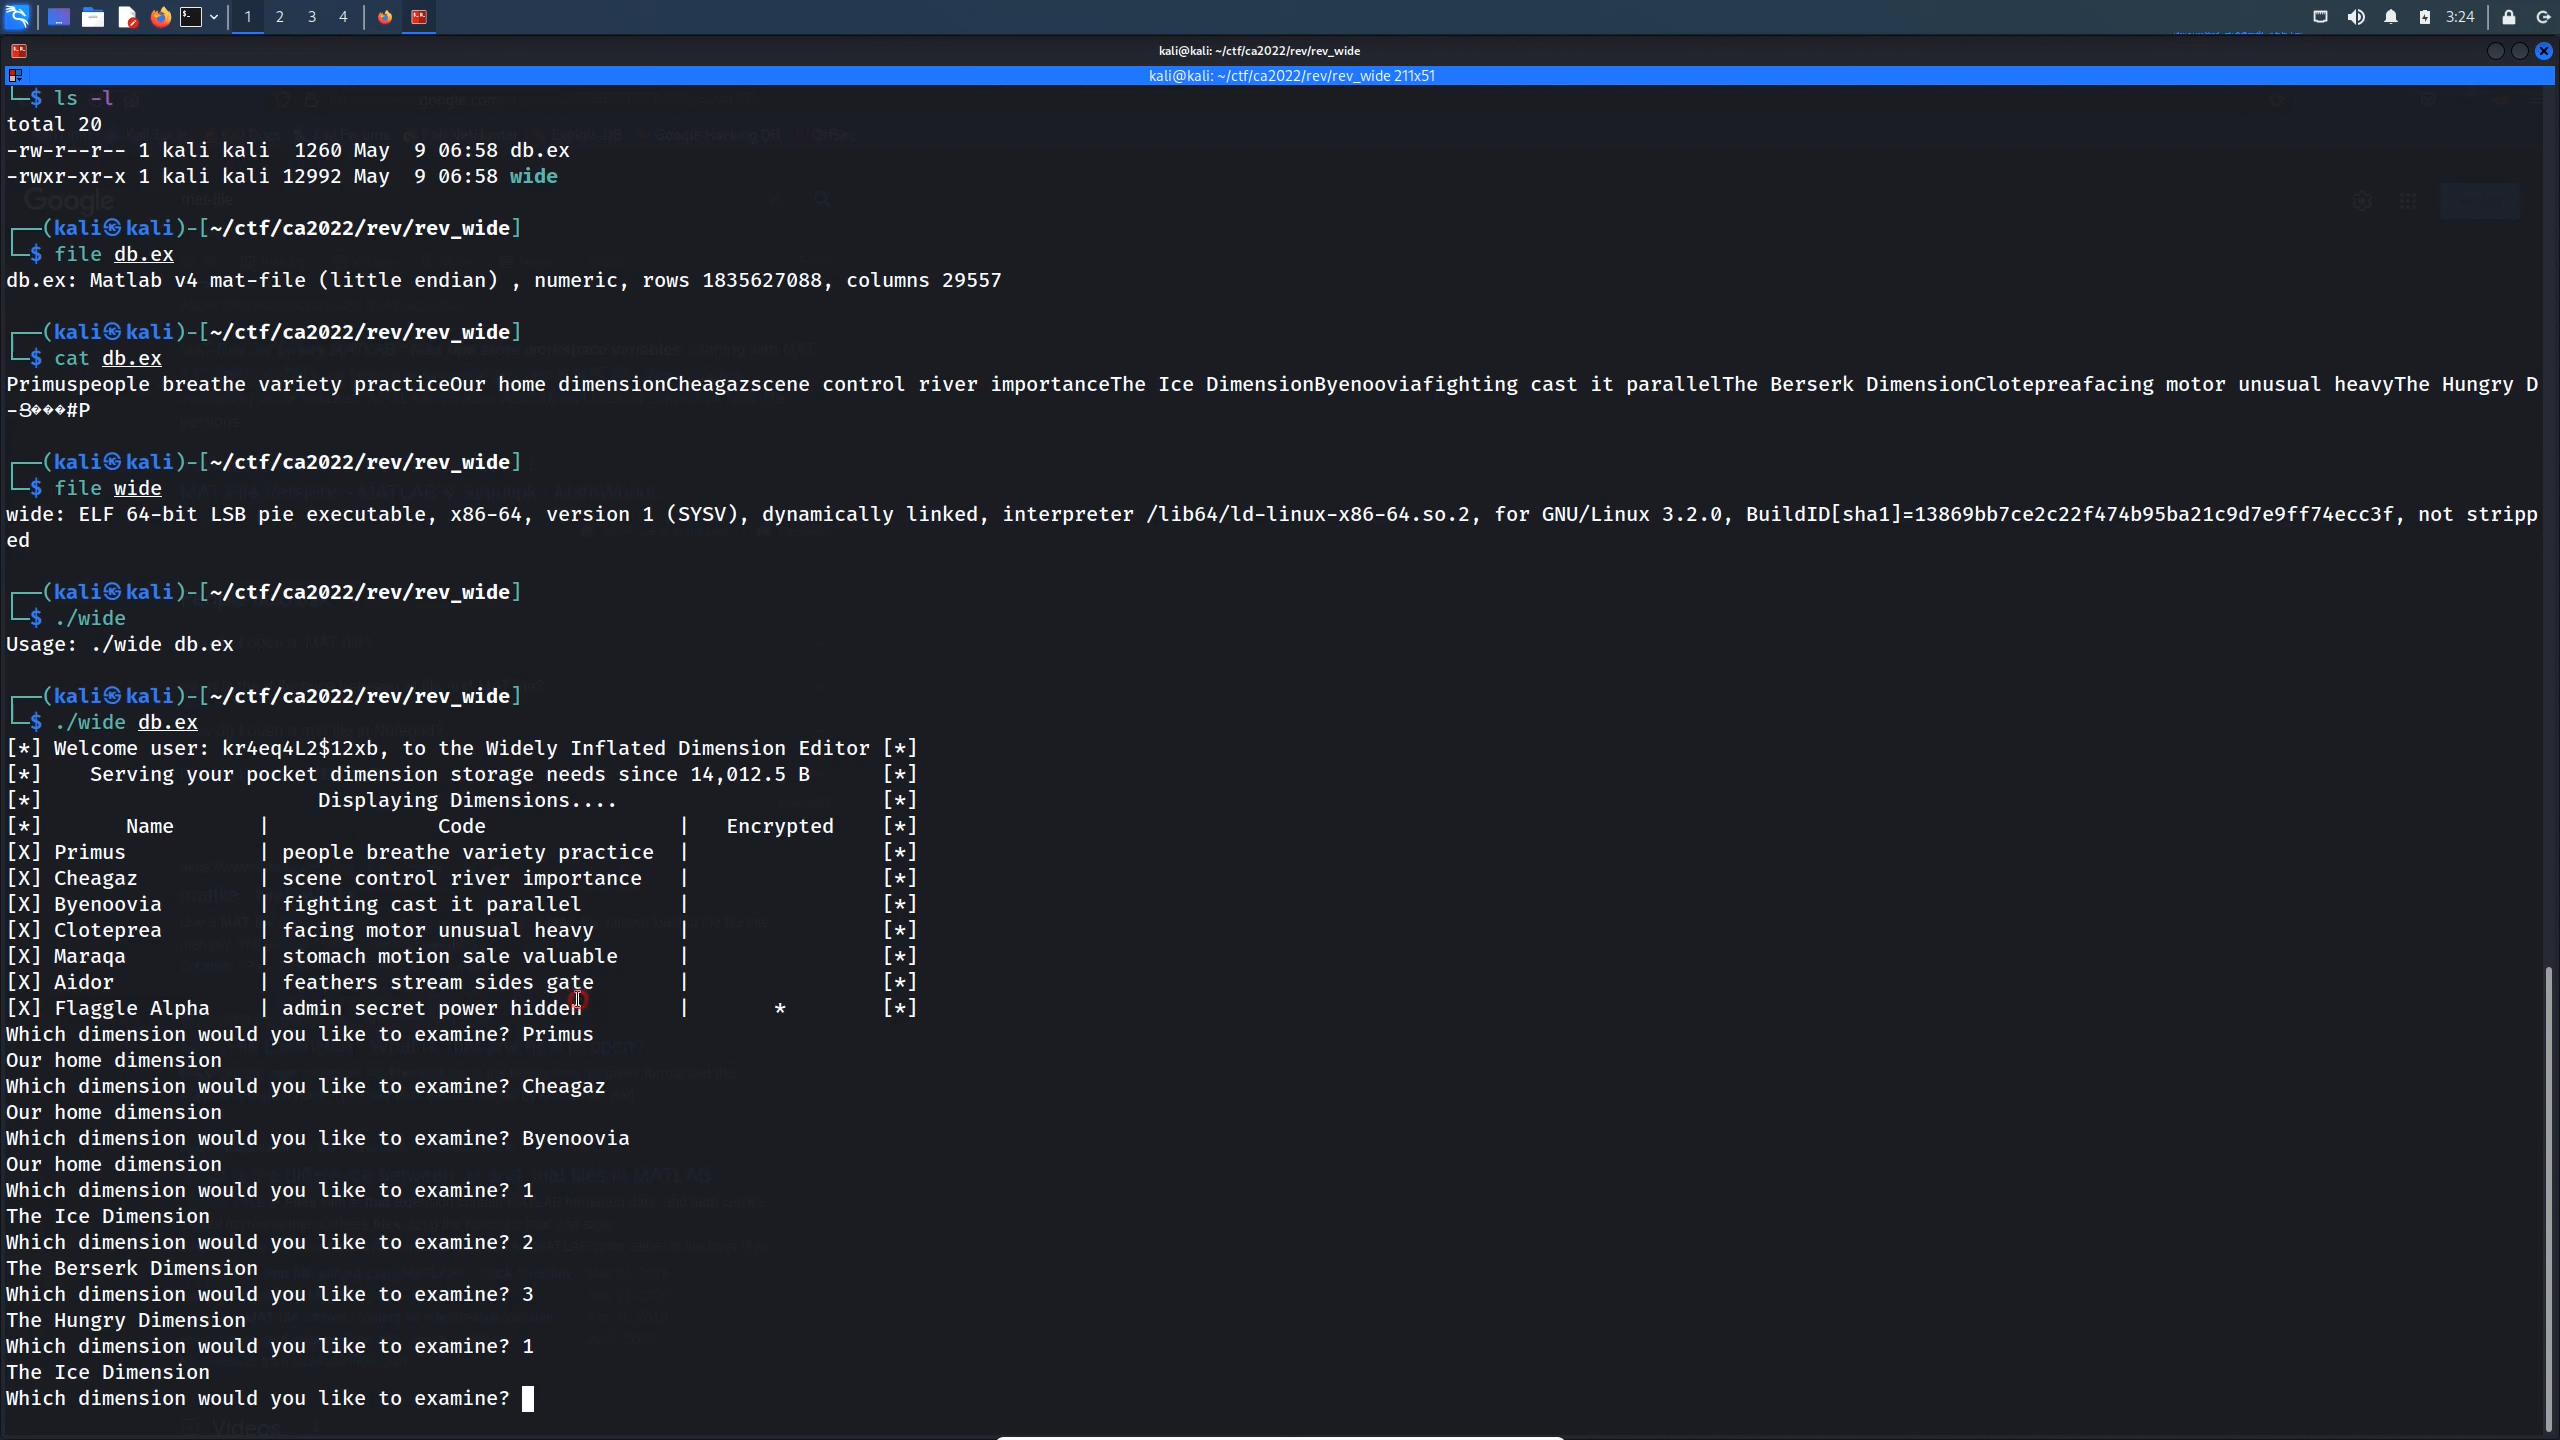 1 2 3 4 3:24
kali@kali: ~/ctf/ca2022/rev/rev_wide
kali@kali: ~/ctf/ca2022/rev/rev_wide 211x51
└─$ ls -l
total 20
-rw-r--r-- 1 kali kali  1260 May  9 06:58 db.ex
-rwxr-xr-x 1 kali kali 12992 May  9 06:58 wide
┌──(kali㉿kali)-[~/ctf/ca2022/rev/rev_wide]
└─$ file db.ex
db.ex: Matlab v4 mat-file (little endian) , numeric, rows 1835627088, columns 29557
┌──(kali㉿kali)-[~/ctf/ca2022/rev/rev_wide]
└─$ cat db.ex
Primuspeople breathe variety practiceOur home dimensionCheagazscene control river importanceThe Ice DimensionByenooviafighting cast it parallelThe Berserk DimensionClotepreafacing motor unusual heavyThe Hungry D
┌──(kali㉿kali)-[~/ctf/ca2022/rev/rev_wide]
└─$ file wide
wide: ELF 64-bit LSB pie executable, x86-64, version 1 (SYSV), dynamically linked, interpreter /lib64/ld-linux-x86-64.so.2, for GNU/Linux 3.2.0, BuildID[sha1]=13869bb7ce2c22f474b95ba21c9d7e9ff74ecc3f, not stripp
ed
┌──(kali㉿kali)-[~/ctf/ca2022/rev/rev_wide]
└─$ ./wide
Usage: ./wide db.ex
┌──(kali㉿kali)-[~/ctf/ca2022/rev/rev_wide]
└─$ ./wide db.ex
[*] Welcome user: kr4eq4L2$12xb, to the Widely Inflated Dimension Editor [*]
[*]    Serving your pocket dimension storage needs since 14,012.5 B      [*]
[*]                       Displaying Dimensions....                      [*]
[*]       Name       |              Code                |   Encrypted    [*]
[X] Primus           | people breathe variety practice  |                [*]
[X] Cheagaz          | scene control river importance   |                [*]
[X] Byenoovia        | fighting cast it parallel        |                [*]
[X] Cloteprea        | facing motor unusual heavy       |                [*]
[X] Maraqa           | stomach motion sale valuable     |                [*]
[X] Aidor            | feathers stream sides gate       |                [*]
[X] Flaggle Alpha    | admin secret power hidden        |       *        [*]
Which dimension would you like to examine? Primus
Our home dimension
Which dimension would you like to examine? Cheagaz
Our home dimension
Which dimension would you like to examine? Byenoovia
Our home dimension
Which dimension would you like to examine? 1
The Ice Dimension
Which dimension would you like to examine? 2
The Berserk Dimension
Which dimension would you like to examine? 3
The Hungry Dimension
Which dimension would you like to examine? 1
The Ice Dimension
Which dimension would you like to examine?